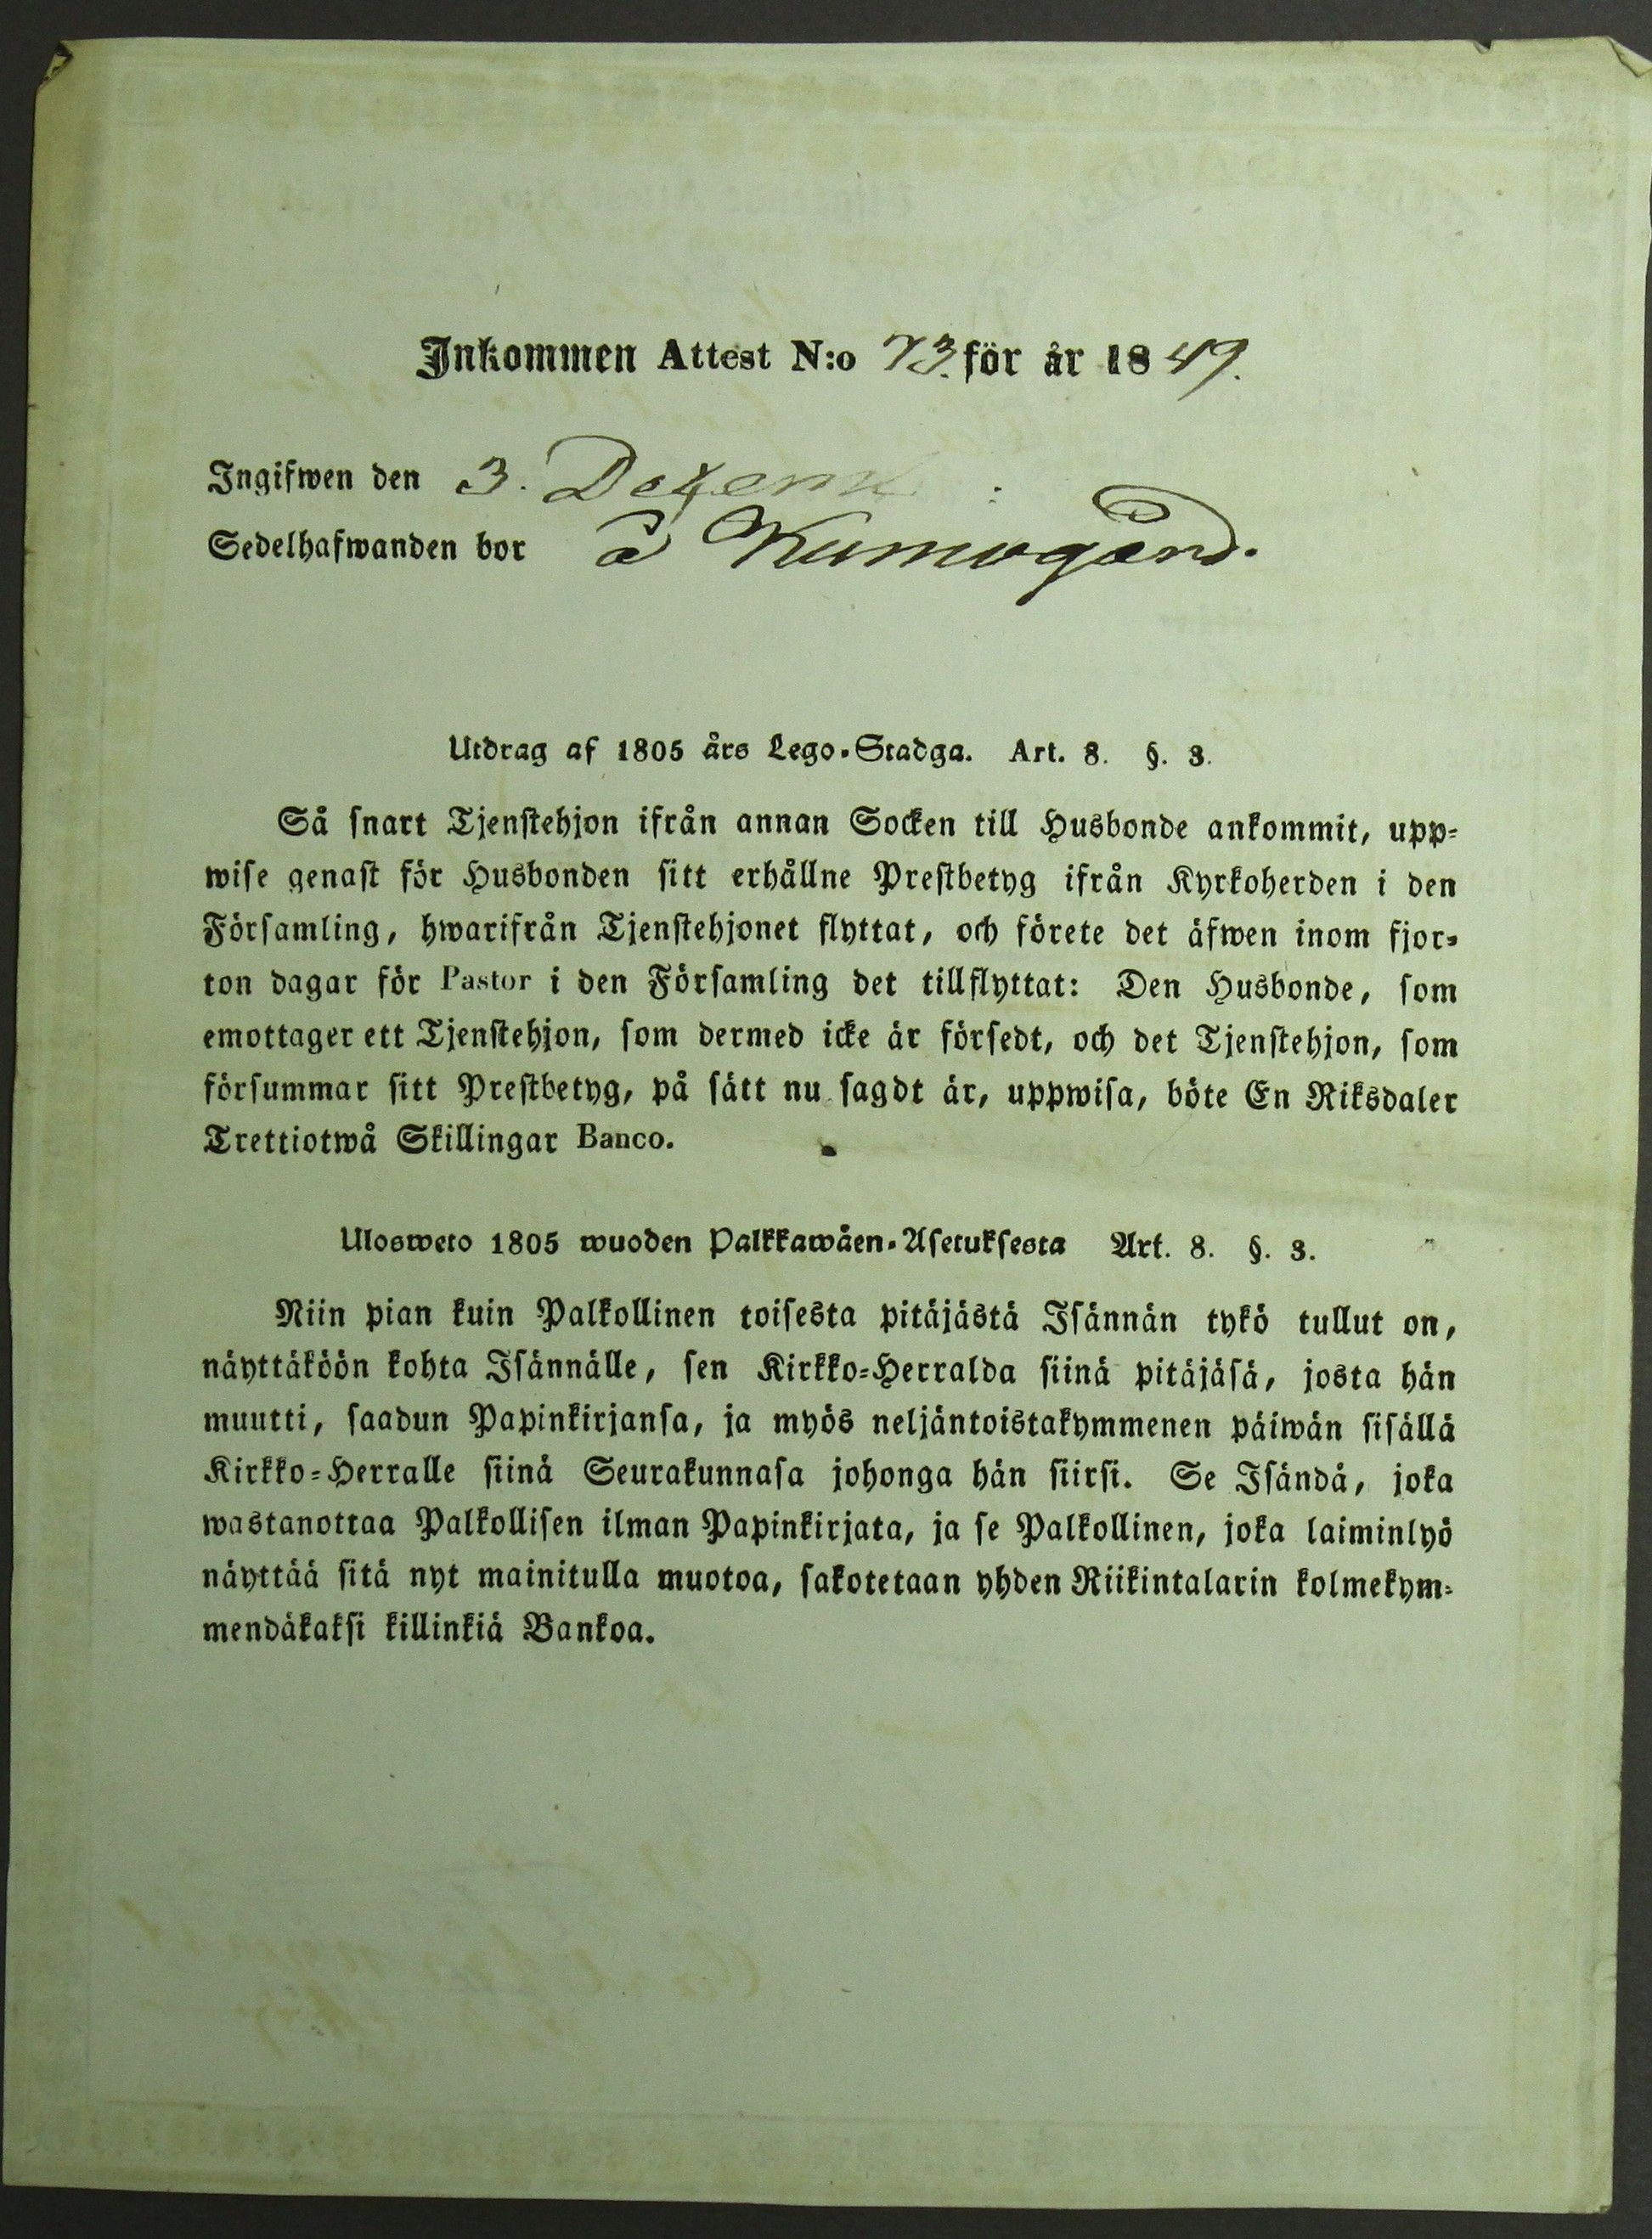 Inkommen Attest N:o 73. för år 1849.
Ingifwen den 3. Decem
Sedelhafwanden bor å Kumogård.
Utdrag af 1805 års Lego-Stadga. Art. 8. §. 3.
Så snart Tjenstehjon ifrån annan Socken till Husbonde ankommit, upp-
wise genast för Husbonden sitt erhållne Prestbetyg ifrån Kyrkoherden i den
Församling, hwarifrån Tjenstehjonet flyttat, och förete det äfwen inom fjor-
ton dagar för Pastor i den Församling det tillflyttat: Den Husbonde, som
emottager ett Tjenstehjon, som dermed icke är försedt, och det Tjenstehjon, som
försummar sitt Prestbetyg, på sätt nu sagdt är, uppwisa, böte En Riksdaler
Trettiotwå Skillingar Banco.
Ulosweto 1805 wuoden Palkkawäen-Asetuksesta Art. 8. §. 3.
Niin pian kuin Palkollinen toisesta pitäjästä Isännän tykö tullut on,
näyttäköön kohta Isännälle, sen Kirkko-Herralda siinä pitäjäsä, josta hän
muutti, saadun Papinkirjansa, ja myös neljäntoistakymmenen päiwän sisällä
Kirkko-Herralle siinä Seurakunnasa johonga hän siirsi. Se Isändä, joka
wastanottaa Palkollisen ilman Papinkirjata, ja se Palkollinen, joka laiminlyö
näyttää sitä nyt mainitulla muotoa, sakotetaan yhden Riikintalarin kolmekym-
mendäkaksi killinkiä Bankoa.